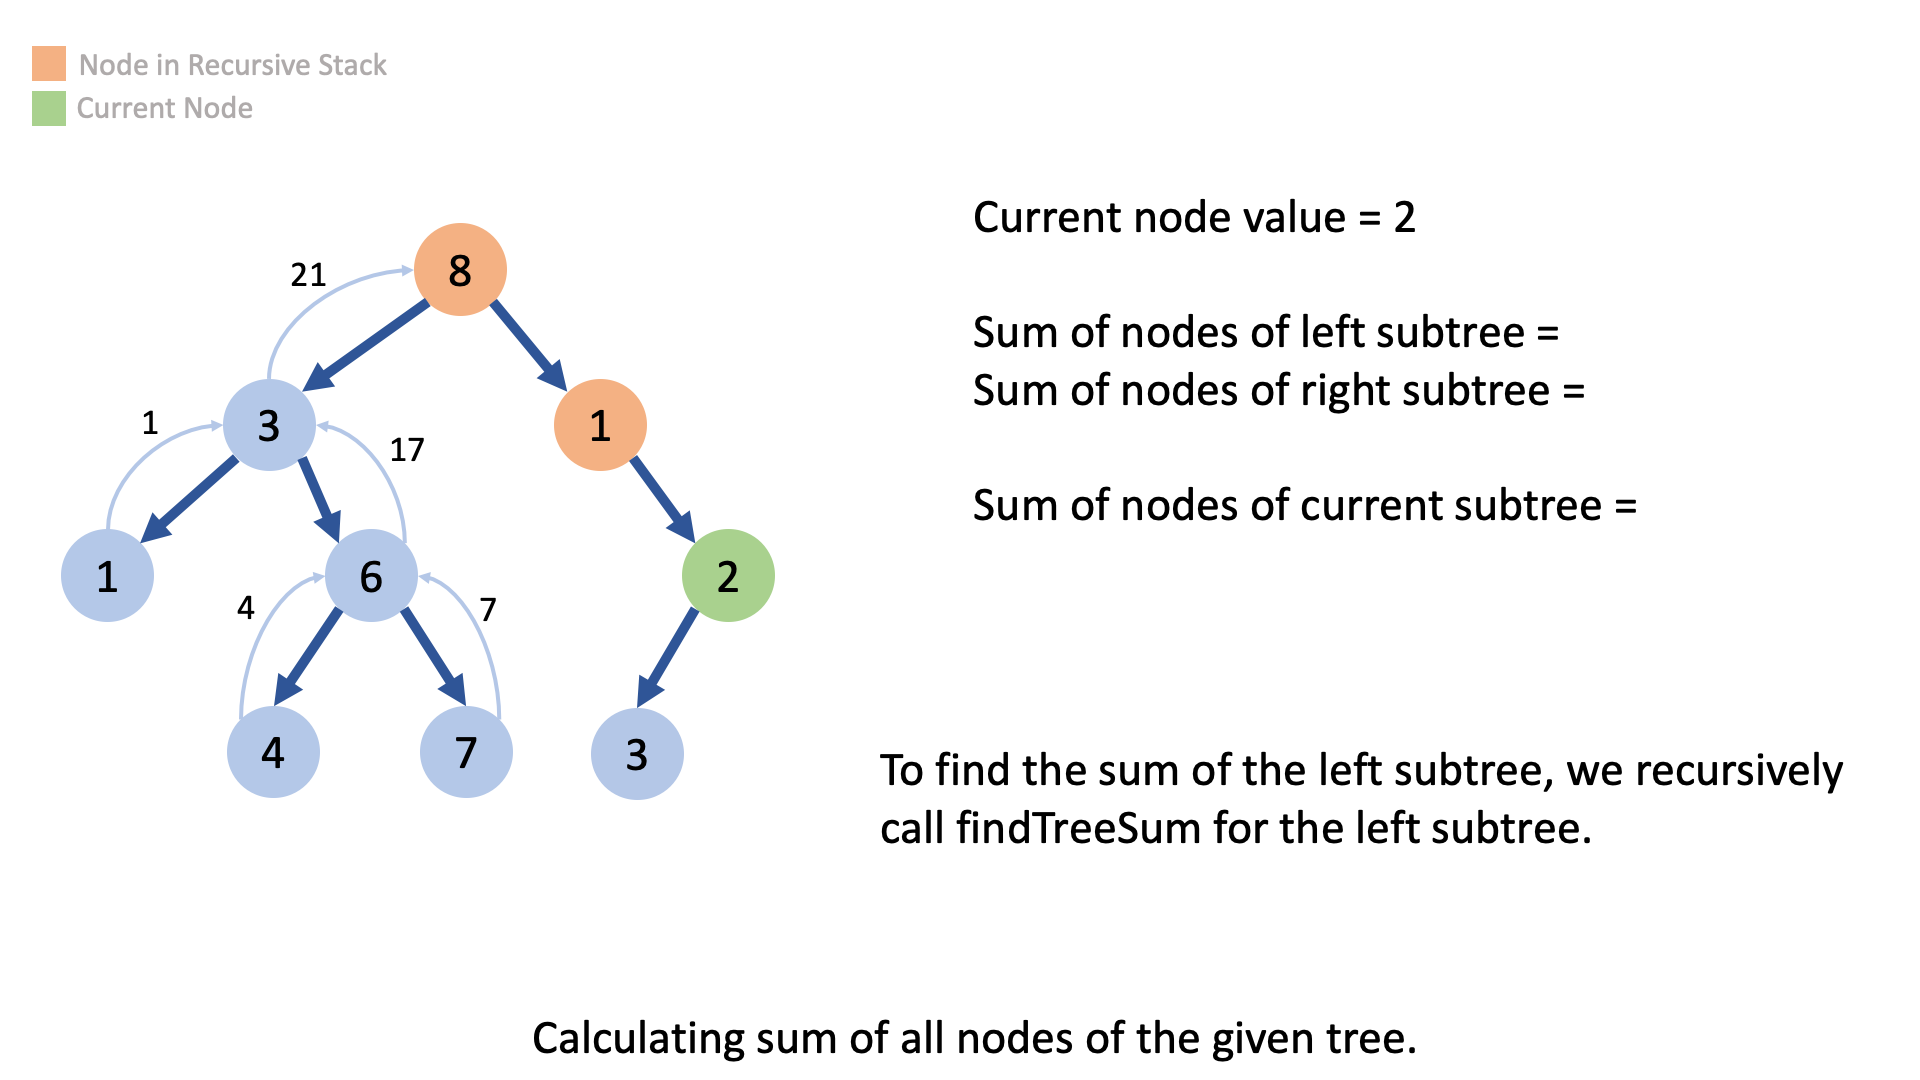 Node in Recursive Stack
Current Node
Current node value = 2
21
8
Sum of nodes of left subtree =
Sum of nodes of right subtree =
1
3
17
1
Sum of nodes of current subtree =
1
6
2
4
7
4
7
3
To find the sum of the left subtree, we recursively
call findTreeSum for the left subtree.
Calculating sum of all nodes of the given tree.